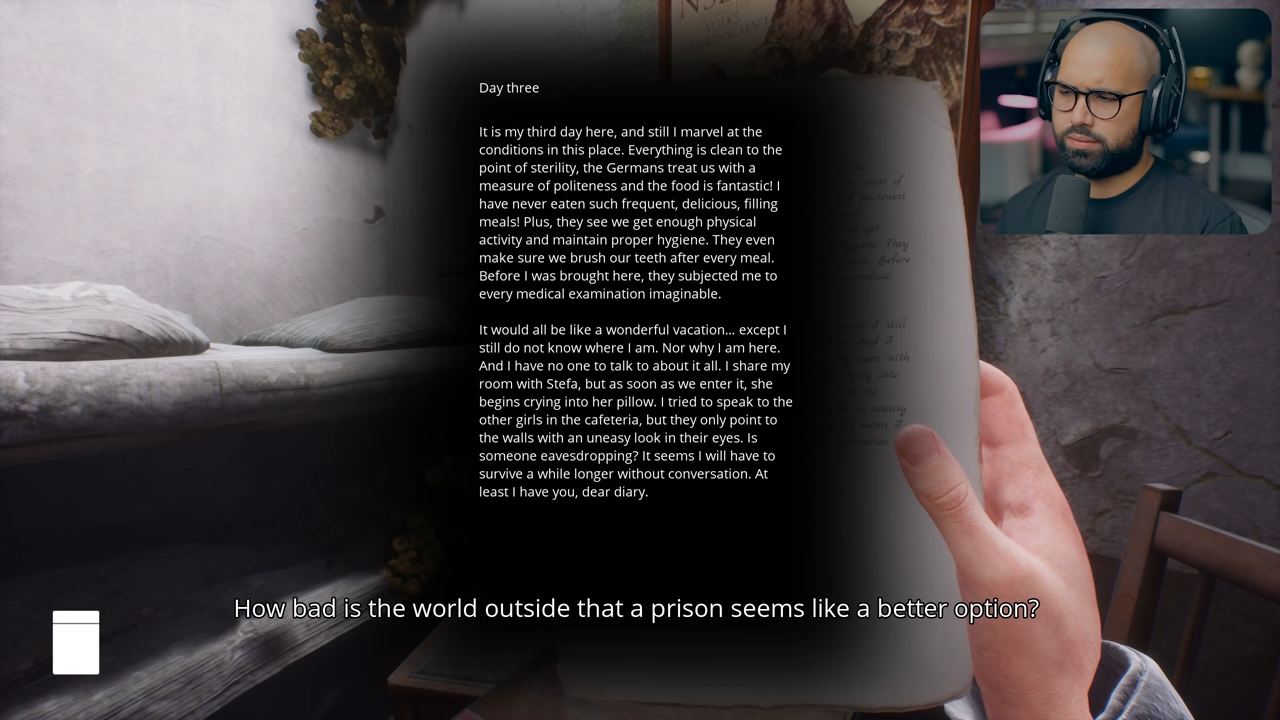 Day three
It is my third day here, and still I marvel at the
conditions in this place. Everything is clean to the
point of sterility, the Germans treat us with a
measure of politeness and the food is fantastic! I
have never eaten such frequent, delicious, filling
meals! Plus, they see we get enough physical
activity and maintain proper hygiene. They even
make sure we brush our teeth after every meal.
Before I was brought here, they subjected me to
every medical examination imaginable.
It would all be like a wonderful vacation... except I
still do not know where I am. Nor why I am here.
And I have no one to talk to about it all. I share my
room with Stefa, but as soon as we enter it, she
begins crying into her pillow. I tried to speak to the
other girls in the cafeteria, but they only point to
the walls with an uneasy look in their eyes. Is
someone eavesdropping? It seems I will have to
survive a while longer without conversation. At
least I have you, dear diary.
How bad is the world outside that a prison seems like a better option?